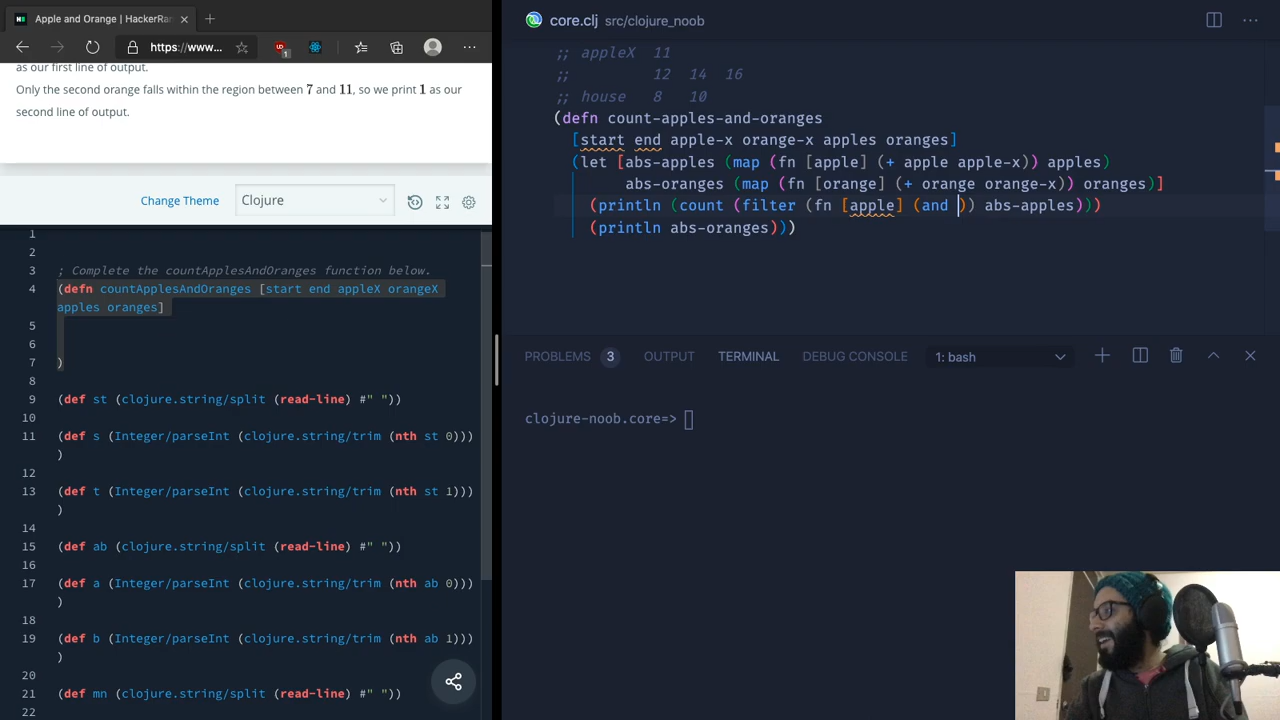 Apple and Orange | HackerRan
https://www...
1
as our first line of output.
Only the second orange falls within the region between 7 and 11, so we print 1 as our
second line of output.
Change Theme
Clojure
1
2
3 ; Complete the countApplesAndOranges function below.
4 (defn countApplesAndOranges [start end appleX orangeX
apples oranges]
5
6
7 )
8
9 (def st (clojure.string/split (read-line) #" "))
10
11 (def s (Integer/parseInt (clojure.string/trim (nth st 0)))
)
12
13 (def t (Integer/parseInt (clojure.string/trim (nth st 1)))
)
14
15 (def ab (clojure.string/split (read-line) #" "))
16
17 (def a (Integer/parseInt (clojure.string/trim (nth ab 0)))
)
18
19 (def b (Integer/parseInt (clojure.string/trim (nth ab 1)))
)
20
21 (def mn (clojure.string/split (read-line) #" "))
22
core.clj src/clojure_noob
;; appleX 11
;; 12 14 16
;; house 8 10
(defn count-apples-and-oranges
[start end apple-x orange-x apples oranges]
(let [abs-apples (map (fn [apple] (+ apple apple-x)) apples)
abs-oranges (map (fn [orange] (+ orange orange-x)) oranges)]
(println (count (filter (fn [apple] (and )) abs-apples)))
(println abs-oranges)))
PROBLEMS 3 OUTPUT TERMINAL DEBUG CONSOLE 1: bash
clojure-noob.core=>